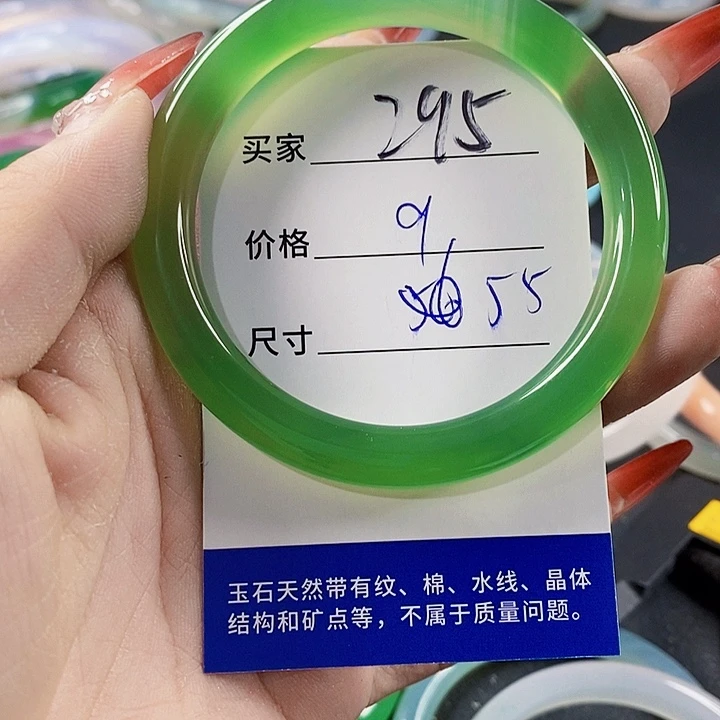 买家 295
价格 9
尺寸 55
玉石天然带有纹、棉、水线、晶体
结构和矿点等，不属于质量问题。